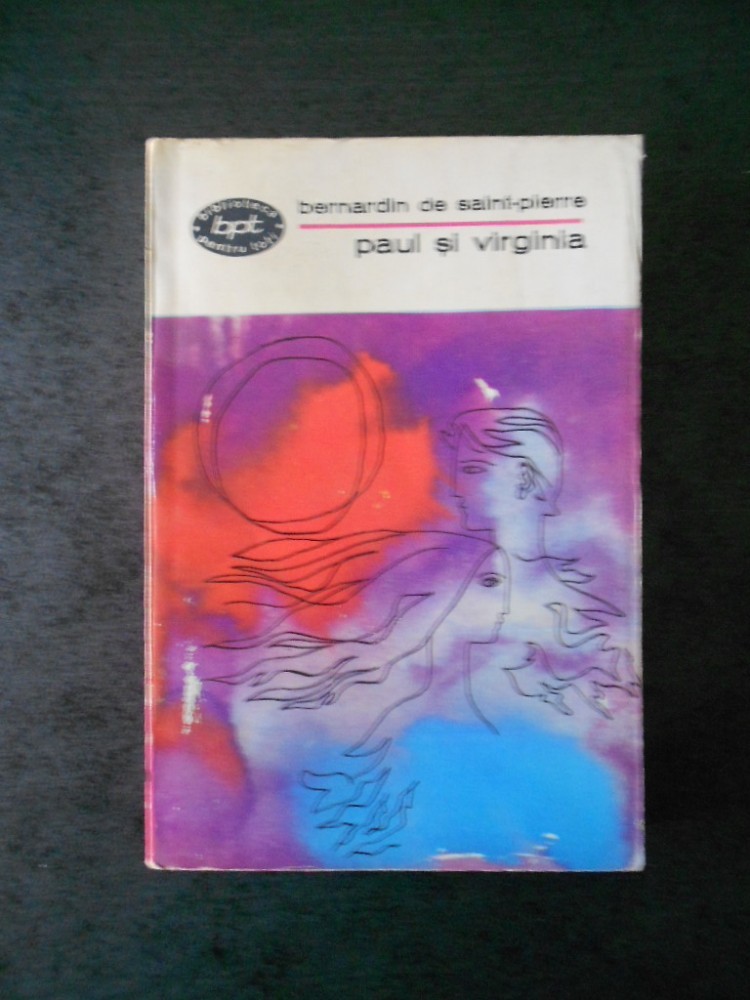 biblioteca
bpt
pentru toți
bernardin de saint-pierre
paul și virginia